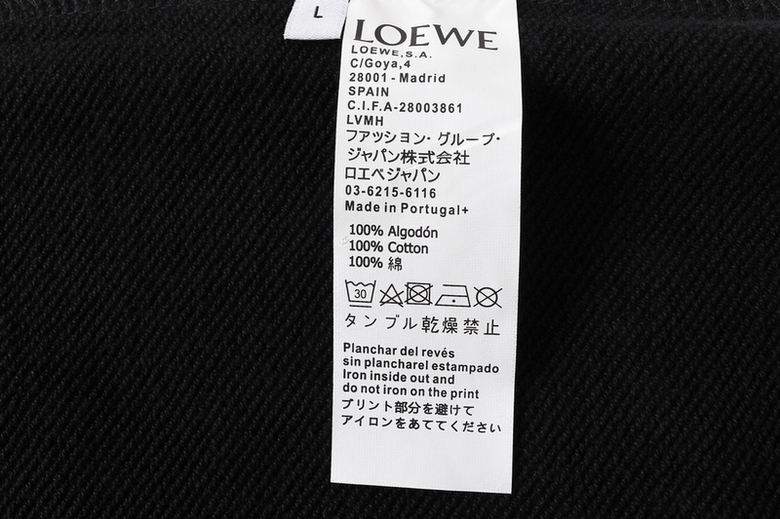 L
LOEWE
LOEWE,S.A.
C/Goya,4
28001-Madrid
SPAIN
C.I.F.A-28003861
LVMH
フアツション・グループ・
ジャパン株式会社
ロエベジャパン
03-6215-6116
Made in Portugal+
100% Algodón
100% Cotton
100% 綿
30
タンブル乾燥禁止
Planchar del revés
sin plancharel estampado
Iron inside out and
do not iron on the print
プリント部分を避けて
アイロンをあててください